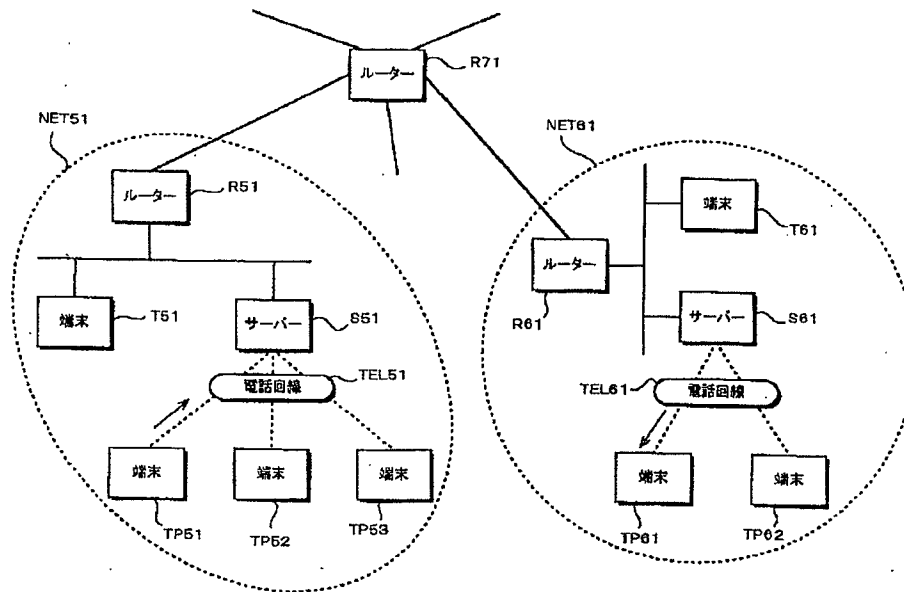 ルーター
R71
NET51
NET61
ルーター
R51
端末
T61
ルーター
R61
端末
T51
サーバー
S51
サーバー
S61
TEL51
電話回線
TEL61
電話回線
端末
端末
端末
端末
端末
TP51
TP52
TP53
TP61
TP62